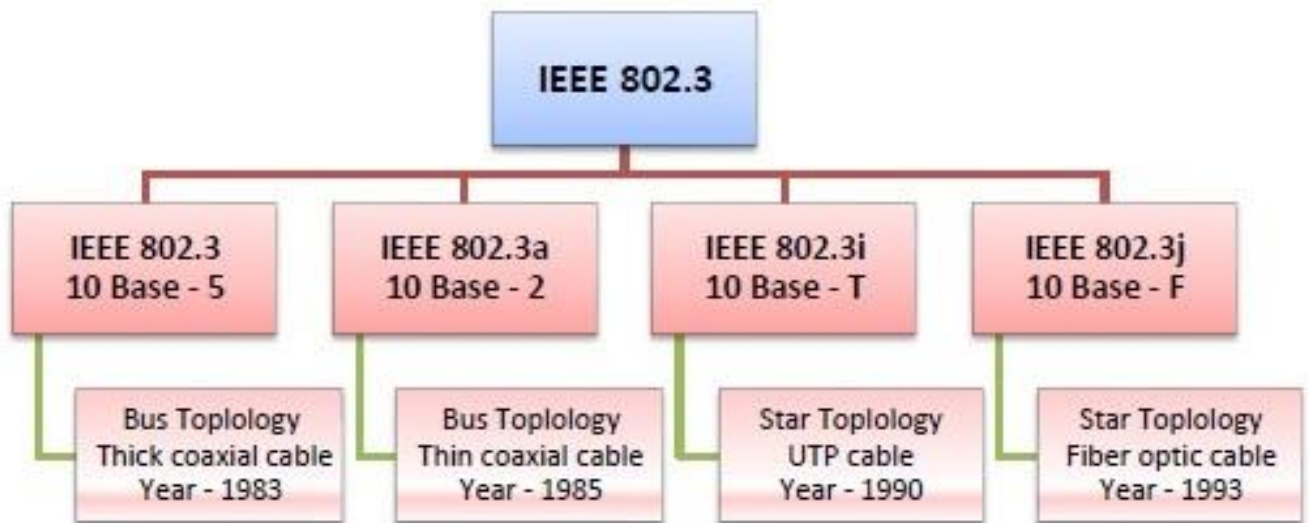 IEEE 802.3
IEEE 802.3
10 Base - 5
IEEE 802.3a
10 Base - 2
IEEE 802.3i
10 Base - T
IEEE 802.3j
10 Base - F
Bus Toplology
Thick coaxial cable
Year - 1983
Bus Toplology
Thin coaxial cable
Year - 1985
Star Toplology
UTP cable
Year - 1990
Star Toplology
Fiber optic cable
Year - 1993